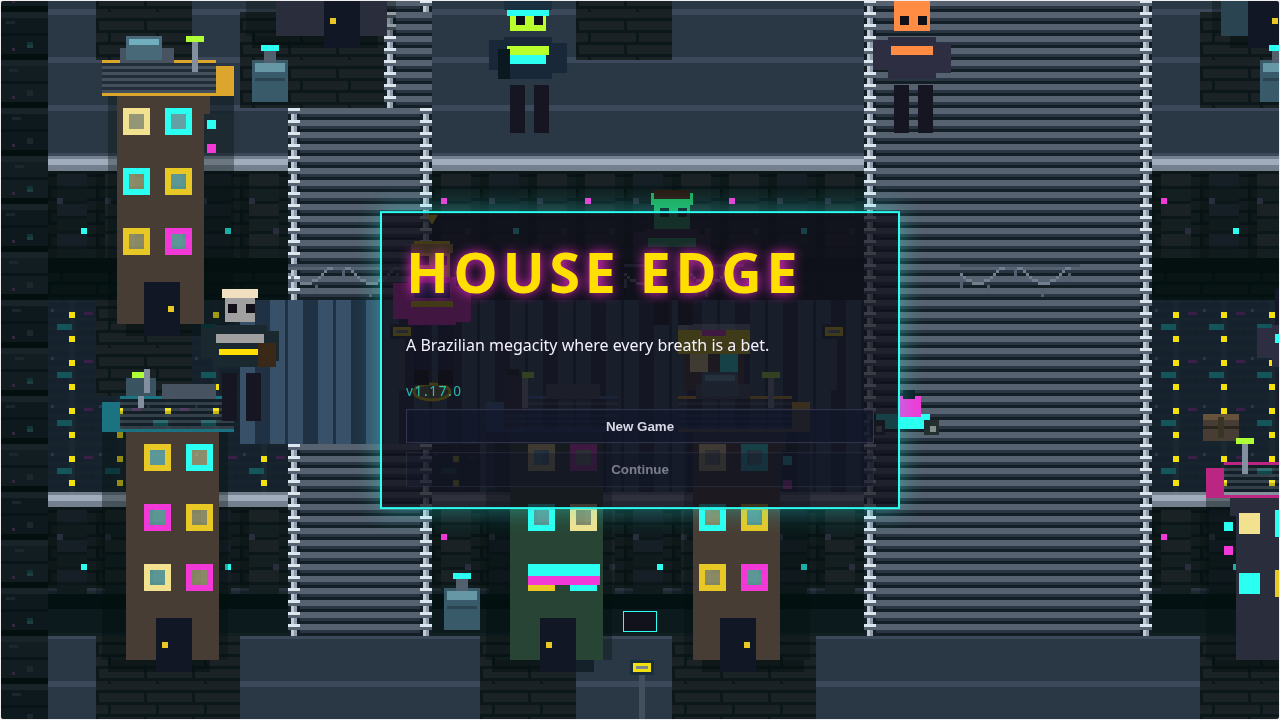 HOUSE EDGE
A Brazilian megacity where every breath is a bet.
v1.17.0
New Game
Continue